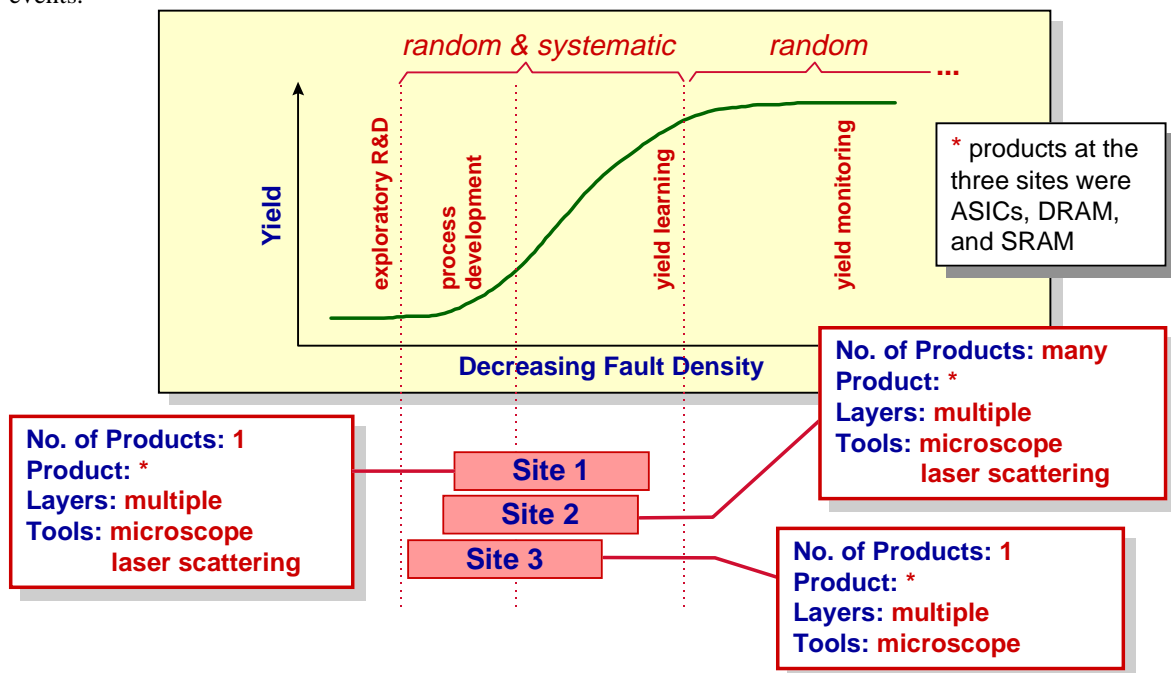 events.
random & systematic
random
...
Yield
exploratory R&D
process
development
yield learning
yield monitoring
* products at the
three sites were
ASICs, DRAM,
and SRAM
Decreasing Fault Density
No. of Products: many
Product: *
Layers: multiple
Tools: microscope
laser scattering
No. of Products: 1
Product: *
Layers: multiple
Tools: microscope
laser scattering
Site 1
Site 2
Site 3
No. of Products: 1
Product: *
Layers: multiple
Tools: microscope